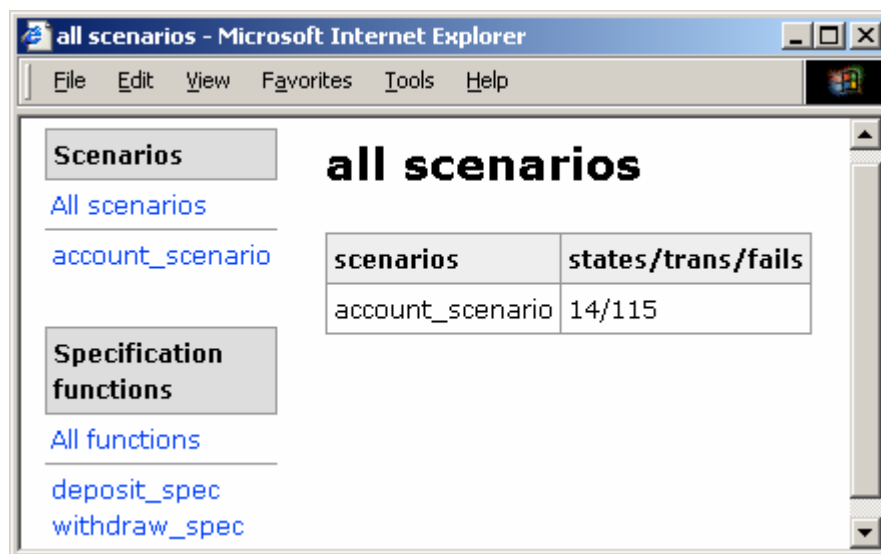 all scenarios - Microsoft Internet Explorer
File Edit View Favorites Tools Help
Scenarios
All scenarios
account_scenario
Specification
functions
All functions
deposit_spec
withdraw_spec
all scenarios
scenarios states/trans/fails
account_scenario 14/115